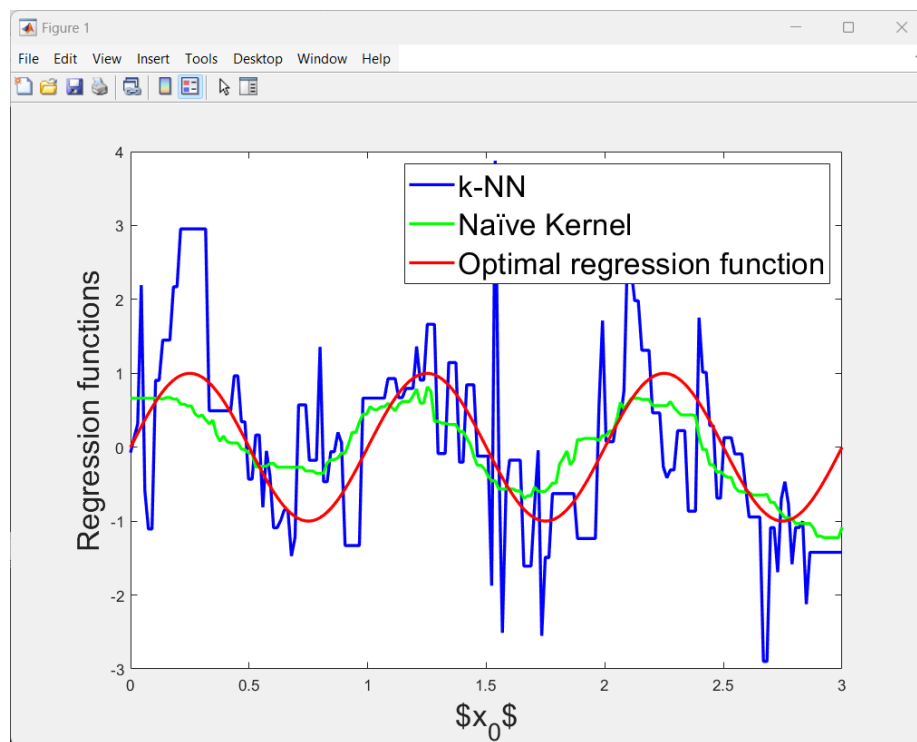 Figure 1
File Edit View Insert Tools Desktop Window Help
k-NN
Naïve Kernel
Optimal regression function
Regression functions
4
3
2
1
0
-1
-2
-3
0 0.5 1 1.5 2 2.5 3
$x_0$